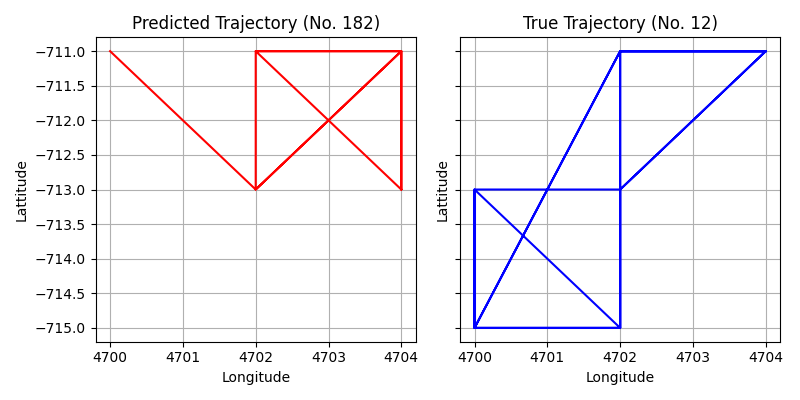 Predicted Trajectory (No. 182)
True Trajectory (No. 12)
Lattitude
−711.0
−711.5
−712.0
−712.5
−713.0
−713.5
−714.0
−714.5
−715.0
4700 4701 4702 4703 4704
Longitude
Lattitude
4700 4701 4702 4703 4704
Longitude